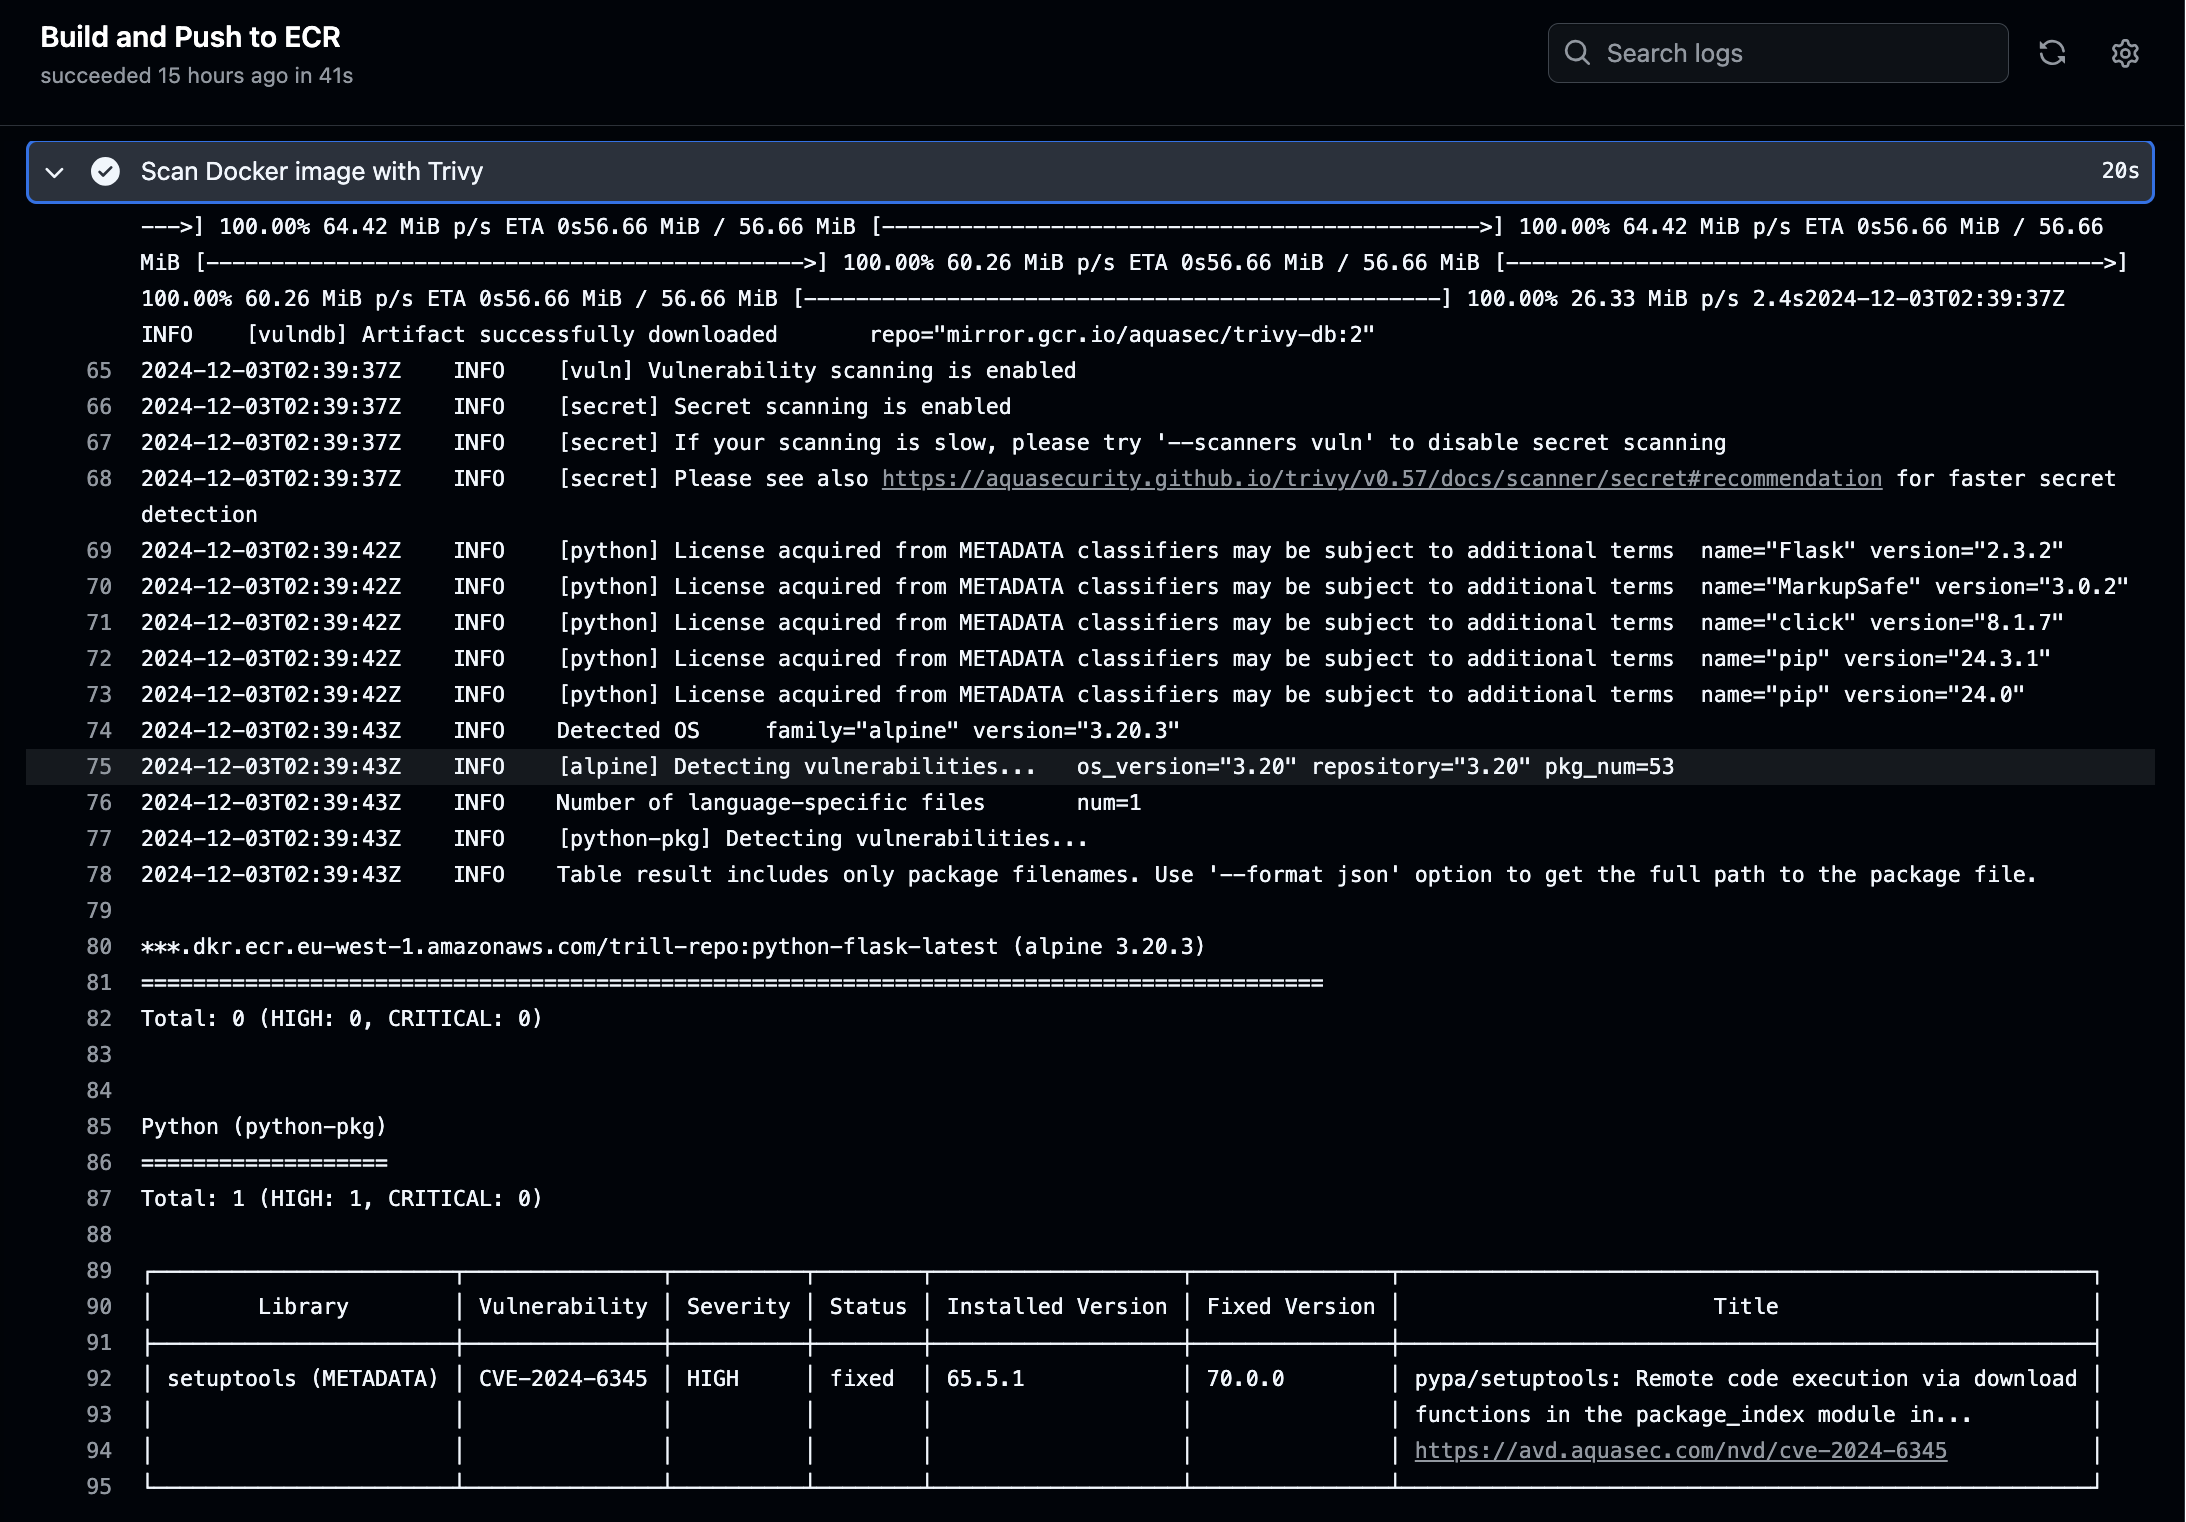 Build and Push to ECR
succeeded 15 hours ago in 41s
Search logs
Scan Docker image with Trivy 20s
--->] 100.00% 64.42 MiB p/s ETA 0s56.66 MiB / 56.66 MiB [---------------------------------------------->] 100.00% 64.42 MiB p/s ETA 0s56.66 MiB / 56.66
MiB [---------------------------------------------->] 100.00% 60.26 MiB p/s ETA 0s56.66 MiB / 56.66 MiB [---------------------------------------------->]
100.00% 60.26 MiB p/s ETA 0s56.66 MiB / 56.66 MiB [-------------------------------------------------] 100.00% 26.33 MiB p/s 2.4s2024-12-03T02:39:37Z
INFO [vulndb] Artifact successfully downloaded repo="mirror.gcr.io/aquasec/trivy-db:2"
65 2024-12-03T02:39:37Z INFO [vuln] Vulnerability scanning is enabled
66 2024-12-03T02:39:37Z INFO [secret] Secret scanning is enabled
67 2024-12-03T02:39:37Z INFO [secret] If your scanning is slow, please try '--scanners vuln' to disable secret scanning
68 2024-12-03T02:39:37Z INFO [secret] Please see also https://aquasecurity.github.io/trivy/v0.57/docs/scanner/secret#recommendation for faster secret
detection
69 2024-12-03T02:39:42Z INFO [python] License acquired from METADATA classifiers may be subject to additional terms name="Flask" version="2.3.2"
70 2024-12-03T02:39:42Z INFO [python] License acquired from METADATA classifiers may be subject to additional terms name="MarkupSafe" version="3.0.2"
71 2024-12-03T02:39:42Z INFO [python] License acquired from METADATA classifiers may be subject to additional terms name="click" version="8.1.7"
72 2024-12-03T02:39:42Z INFO [python] License acquired from METADATA classifiers may be subject to additional terms name="pip" version="24.3.1"
73 2024-12-03T02:39:42Z INFO [python] License acquired from METADATA classifiers may be subject to additional terms name="pip" version="24.0"
74 2024-12-03T02:39:43Z INFO Detected OS family="alpine" version="3.20.3"
75 2024-12-03T02:39:43Z INFO [alpine] Detecting vulnerabilities... os_version="3.20" repository="3.20" pkg_num=53
76 2024-12-03T02:39:43Z INFO Number of language-specific files num=1
77 2024-12-03T02:39:43Z INFO [python-pkg] Detecting vulnerabilities...
78 2024-12-03T02:39:43Z INFO Table result includes only package filenames. Use '--format json' option to get the full path to the package file.
79
80 ***.dkr.ecr.eu-west-1.amazonaws.com/trill-repo:python-flask-latest (alpine 3.20.3)
81 ===========================================================================================
82 Total: 0 (HIGH: 0, CRITICAL: 0)
83
84
85 Python (python-pkg)
86 ===================
87 Total: 1 (HIGH: 1, CRITICAL: 0)
88
89
90 Library Vulnerability Severity Status Installed Version Fixed Version Title
91
92 setuptools (METADATA) CVE-2024-6345 HIGH fixed 65.5.1 70.0.0 pypa/setuptools: Remote code execution via download
93 functions in the package_index module in...
94 https://avd.aquasec.com/nvd/cve-2024-6345
95